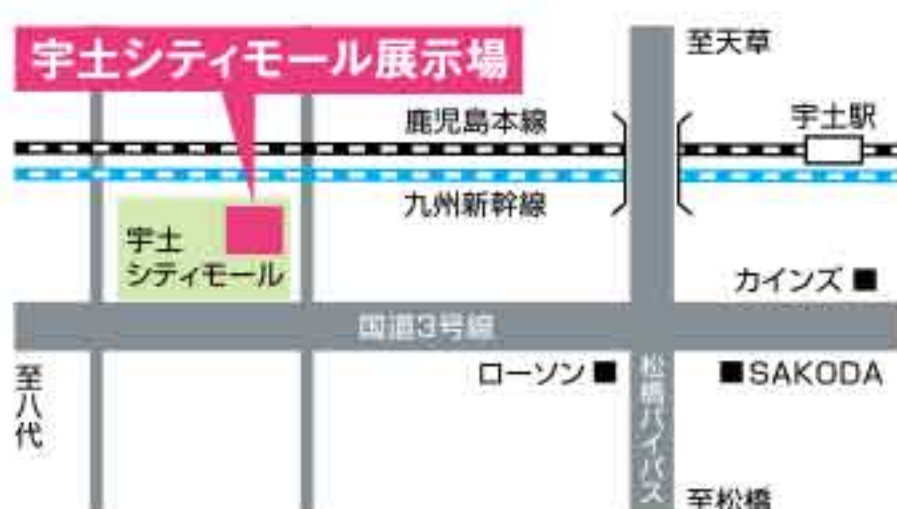 至天草
宇土シティモール展示場
鹿児島本線
宇土駅
九州新幹線
宇土
シティモール
カインズ
国道3号線
ローソン
SAKODA
至八代
松橋バイパス
至松橋